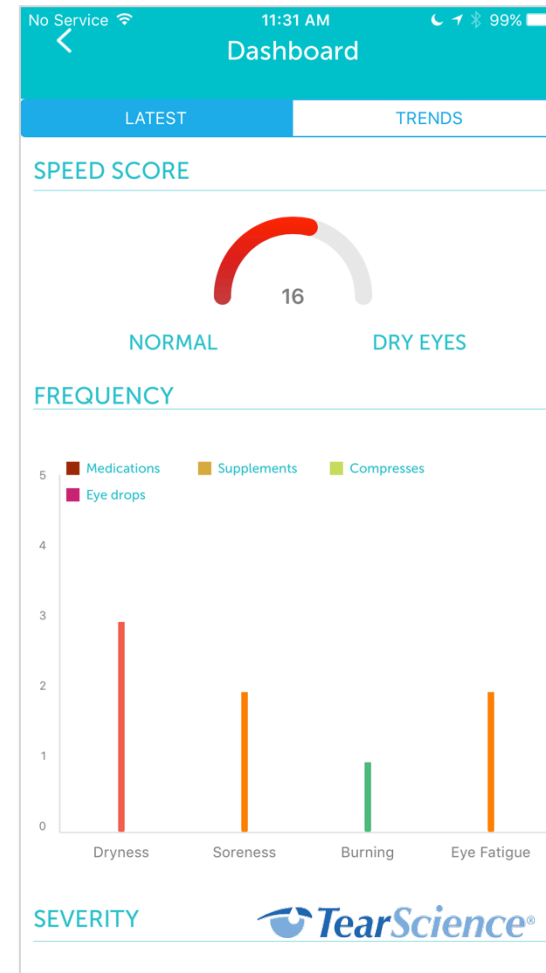 No Service 11:31 AM 99%
Dashboard
LATEST TRENDS
SPEED SCORE
16
NORMAL DRY EYES
FREQUENCY
5
Medications Supplements Compresses
Eye drops
4
3
2
1
0
Dryness Soreness Burning Eye Fatigue
SEVERITY TearScience®